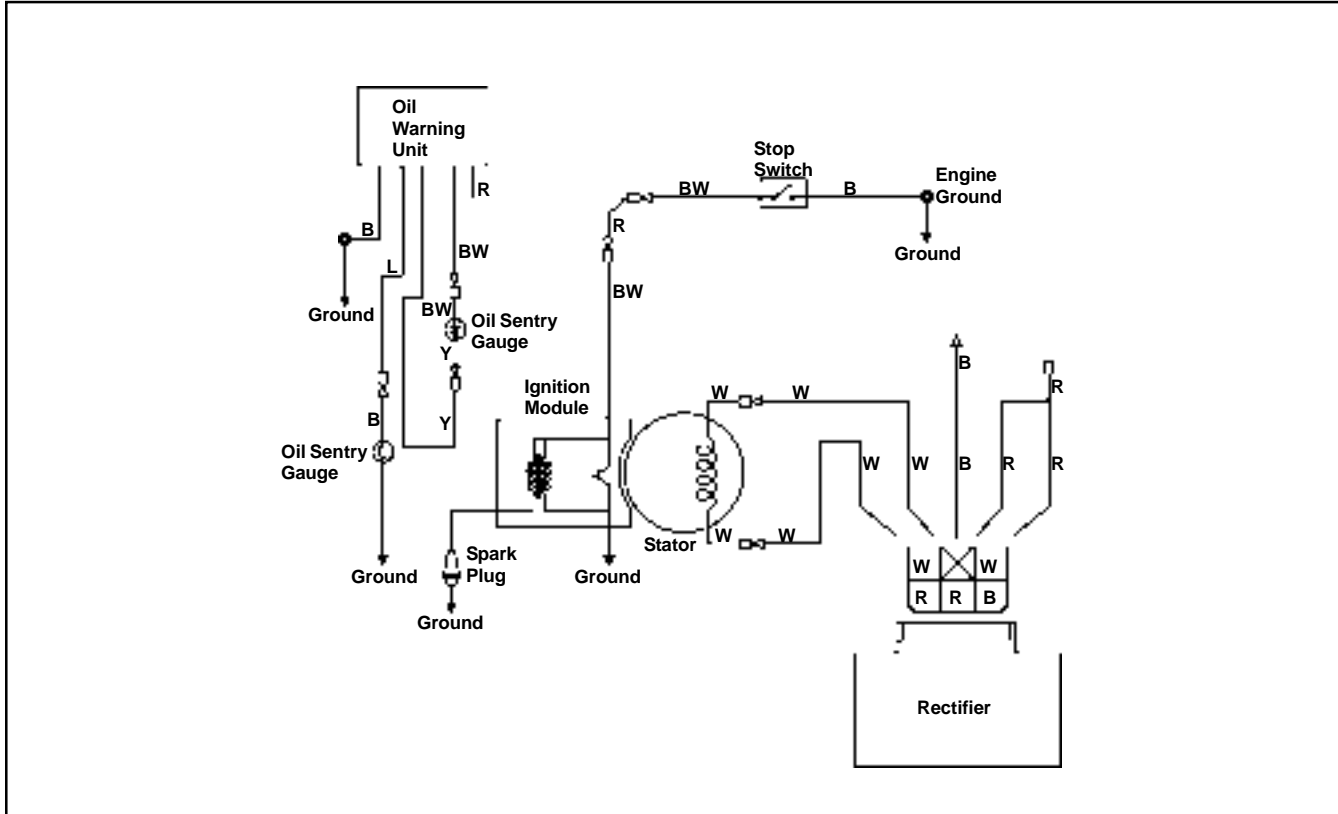 Oil
Warning
Unit
R
B
L
BW
Ground
BW
Oil Sentry
Gauge
Y
B
Y
Oil Sentry
Gauge
Ground
Spark
Plug
Ground
Ignition
Module
Ground
Stop
Switch
BW
B
Engine
Ground
Ground
R
BW
Stator
W
W
W
W
W
W
B
B
R
R
R
W
W
R
R
B
Rectifier